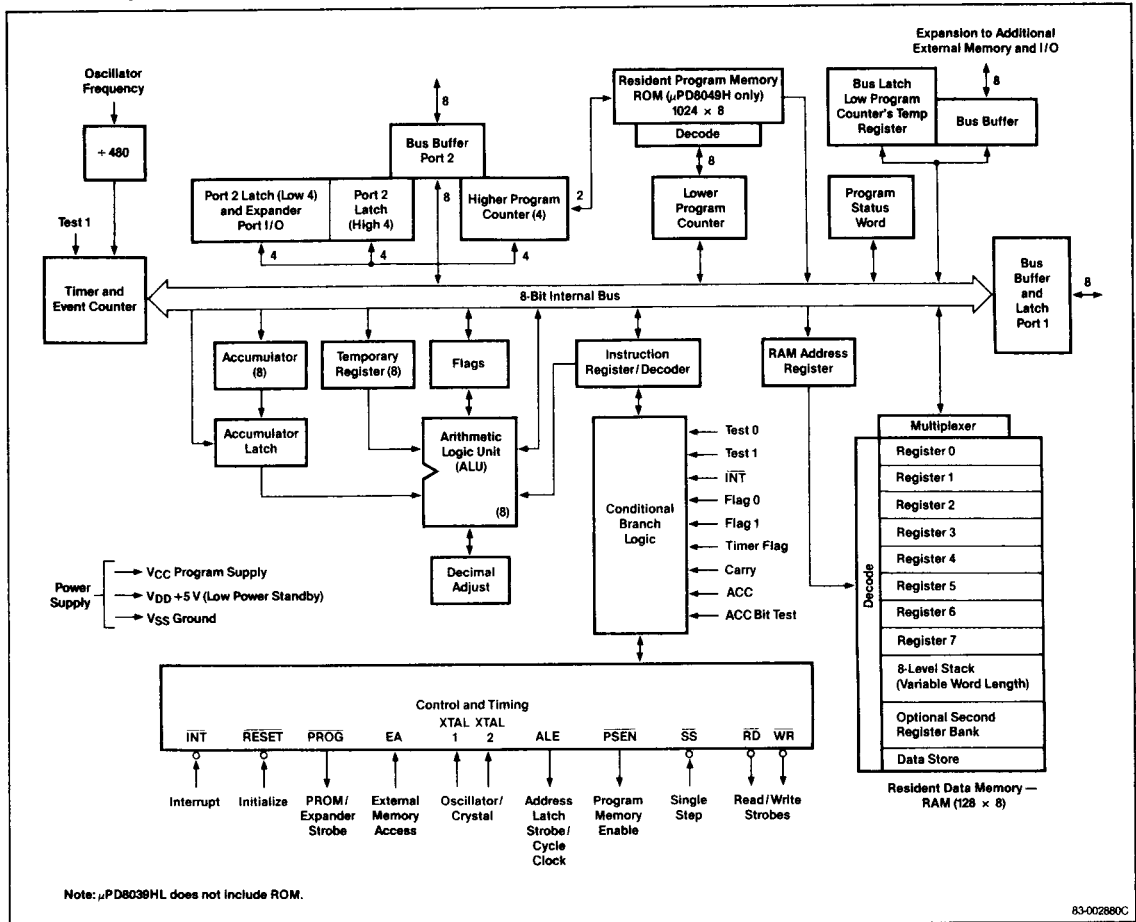 Expansion to Additional
External Memory and I/O
8
Oscillator
Frequency
÷ 480
Test 1
Timer and
Event Counter
8
Bus Buffer
Port 2
Port 2 Latch (Low 4)
and Expander
Port I/O
Port 2
Latch
(High 4)
8
Higher Program
Counter (4)
2
4
4
4
Resident Program Memory
ROM (μPD8049H only)
1024 × 8
Decode
8
Lower
Program
Counter
Bus Latch
Low Program
Counter's Temp
Register
Bus Buffer
Program
Status
Word
Bus
Buffer
and
Latch
Port 1
8
8-Bit Internal Bus
Accumulator
(8)
Temporary
Register (8)
Flags
Instruction
Register/Decoder
RAM Address
Register
Accumulator
Latch
Arithmetic
Logic Unit
(ALU)
(8)
Decimal
Adjust
Conditional
Branch
Logic
Test 0
Test 1
I̅N̅T̅
Flag 0
Flag 1
Timer Flag
Carry
ACC
ACC Bit Test
Multiplexer
Decode
Register 0
Register 1
Register 2
Register 3
Register 4
Register 5
Register 6
Register 7
8-Level Stack
(Variable Word Length)
Optional Second
Register Bank
Data Store
Resident Data Memory —
RAM (128 × 8)
Power
Supply
VCC Program Supply
VDD +5 V (Low Power Standby)
VSS Ground
Control and Timing
XTAL XTAL
I̅N̅T̅ R̅E̅S̅E̅T̅ P̅R̅O̅G̅ EA 1 2 ALE P̅S̅E̅N̅ S̅S̅ R̅D̅ W̅R̅
Interrupt
Initialize
PROM/
Expander
Strobe
External
Memory
Access
Oscillator/
Crystal
Address
Latch
Strobe/
Cycle
Clock
Program
Memory
Enable
Single
Step
Read/Write
Strobes
Note: μPD8039HL does not include ROM.
83-002880C